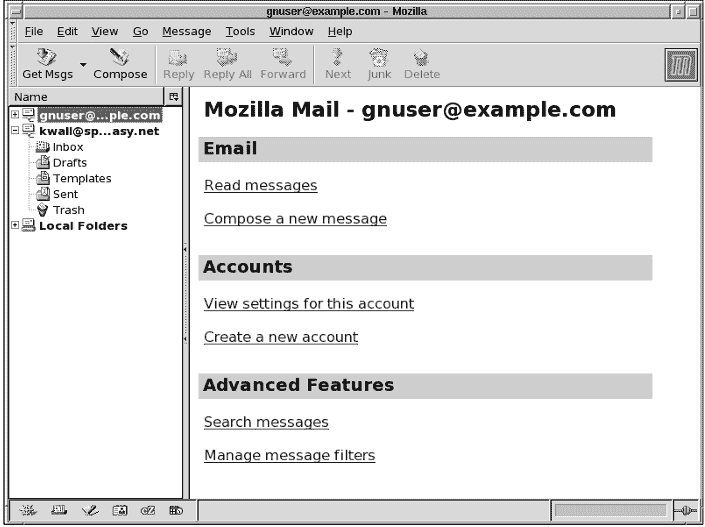 gnuser@example.com - Mozilla
File Edit View Go Message Tools Window Help
Get Msgs Compose Reply Reply All Forward Next Junk Delete
Name
gnuser@...ple.com
kwall@sp...asy.net
Inbox
Drafts
Templates
Sent
Trash
Local Folders
Mozilla Mail - gnuser@example.com
Email
Read messages
Compose a new message
Accounts
View settings for this account
Create a new account
Advanced Features
Search messages
Manage message filters